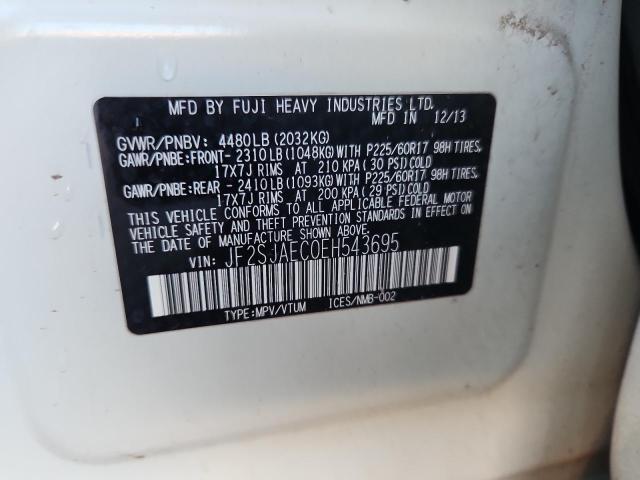 MFD BY FUJI HEAVY INDUSTRIES LTD.
MFD IN 12/13
GVWR/PNBV: 4480LB(2032KG)
GAWR/PNBE:FRONT- 2310LB(1048KG)WITH P225/60R17 98H TIRES,
17X7J RIMS AT 210 KPA(30 PSI)COLD
GAWR/PNBE:REAR - 2410LB(1093KG)WITH P225/60R17 98H TIRES,
17X7J RIMS AT 200 KPA(29 PSI)COLD
THIS VEHICLE CONFORMS TO ALL APPLICABLE FEDERAL MOTOR
VEHICLE SAFETY AND THEFT PREVENTION STANDARDS IN EFFECT
ON THE DATE OF MANUFACTURE SHOWN ABOVE.
VIN: JF2SJAEC0EH543695
TYPE:MPV/VTUM ICES/NMB-002